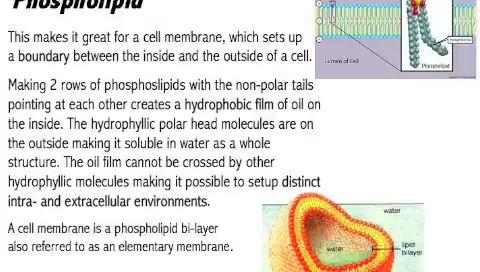 Phospholipid
This makes it great for a cell membrane, which sets up
a boundary between the inside and the outside of a cell.
Lumen of Cell
Phospholipid
Making 2 rows of phosphoslipids with the non-polar tails
pointing at each other creates a hydrophobic film of oil on
the inside. The hydrophyllic polar head molecules are on
the outside making it soluble in water as a whole
structure. The oil film cannot be crossed by other
hydrophyllic molecules making it possible to setup distinct
intra- and extracellular environments.
A cell membrane is a phospholipid bi-layer
also referred to as an elementary membrane.
water
water
lipid
bilayer